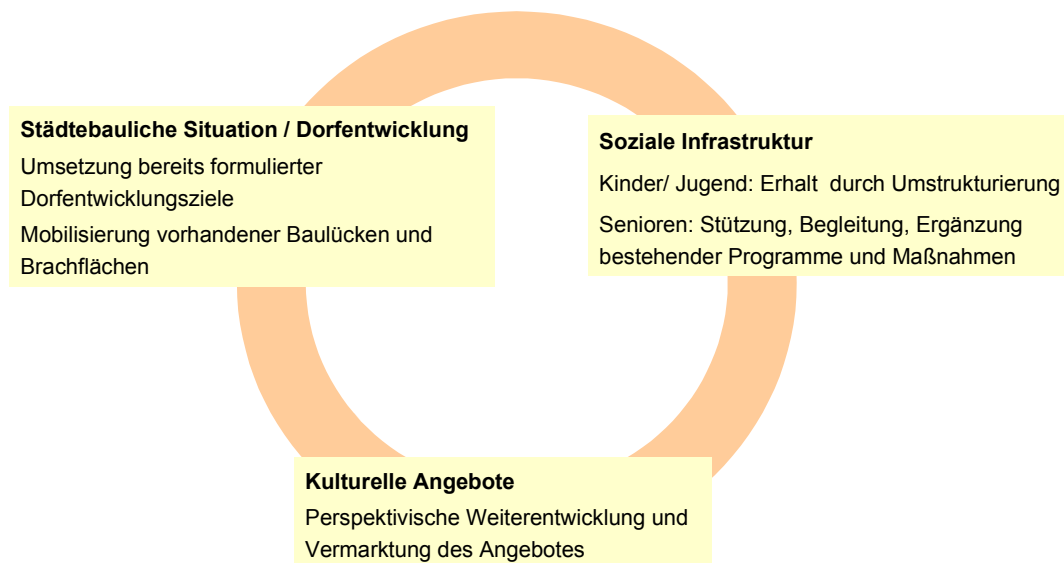 Städtebauliche Situation / Dorfentwicklung
Umsetzung bereits formulierter
Dorfentwicklungsziele
Mobilisierung vorhandener Baulücken und
Brachflächen
Soziale Infrastruktur
Kinder/ Jugend: Erhalt durch Umstrukturierung
Senioren: Stützung, Begleitung, Ergänzung
bestehender Programme und Maßnahmen
Kulturelle Angebote
Perspektivische Weiterentwicklung und
Vermarktung des Angebotes